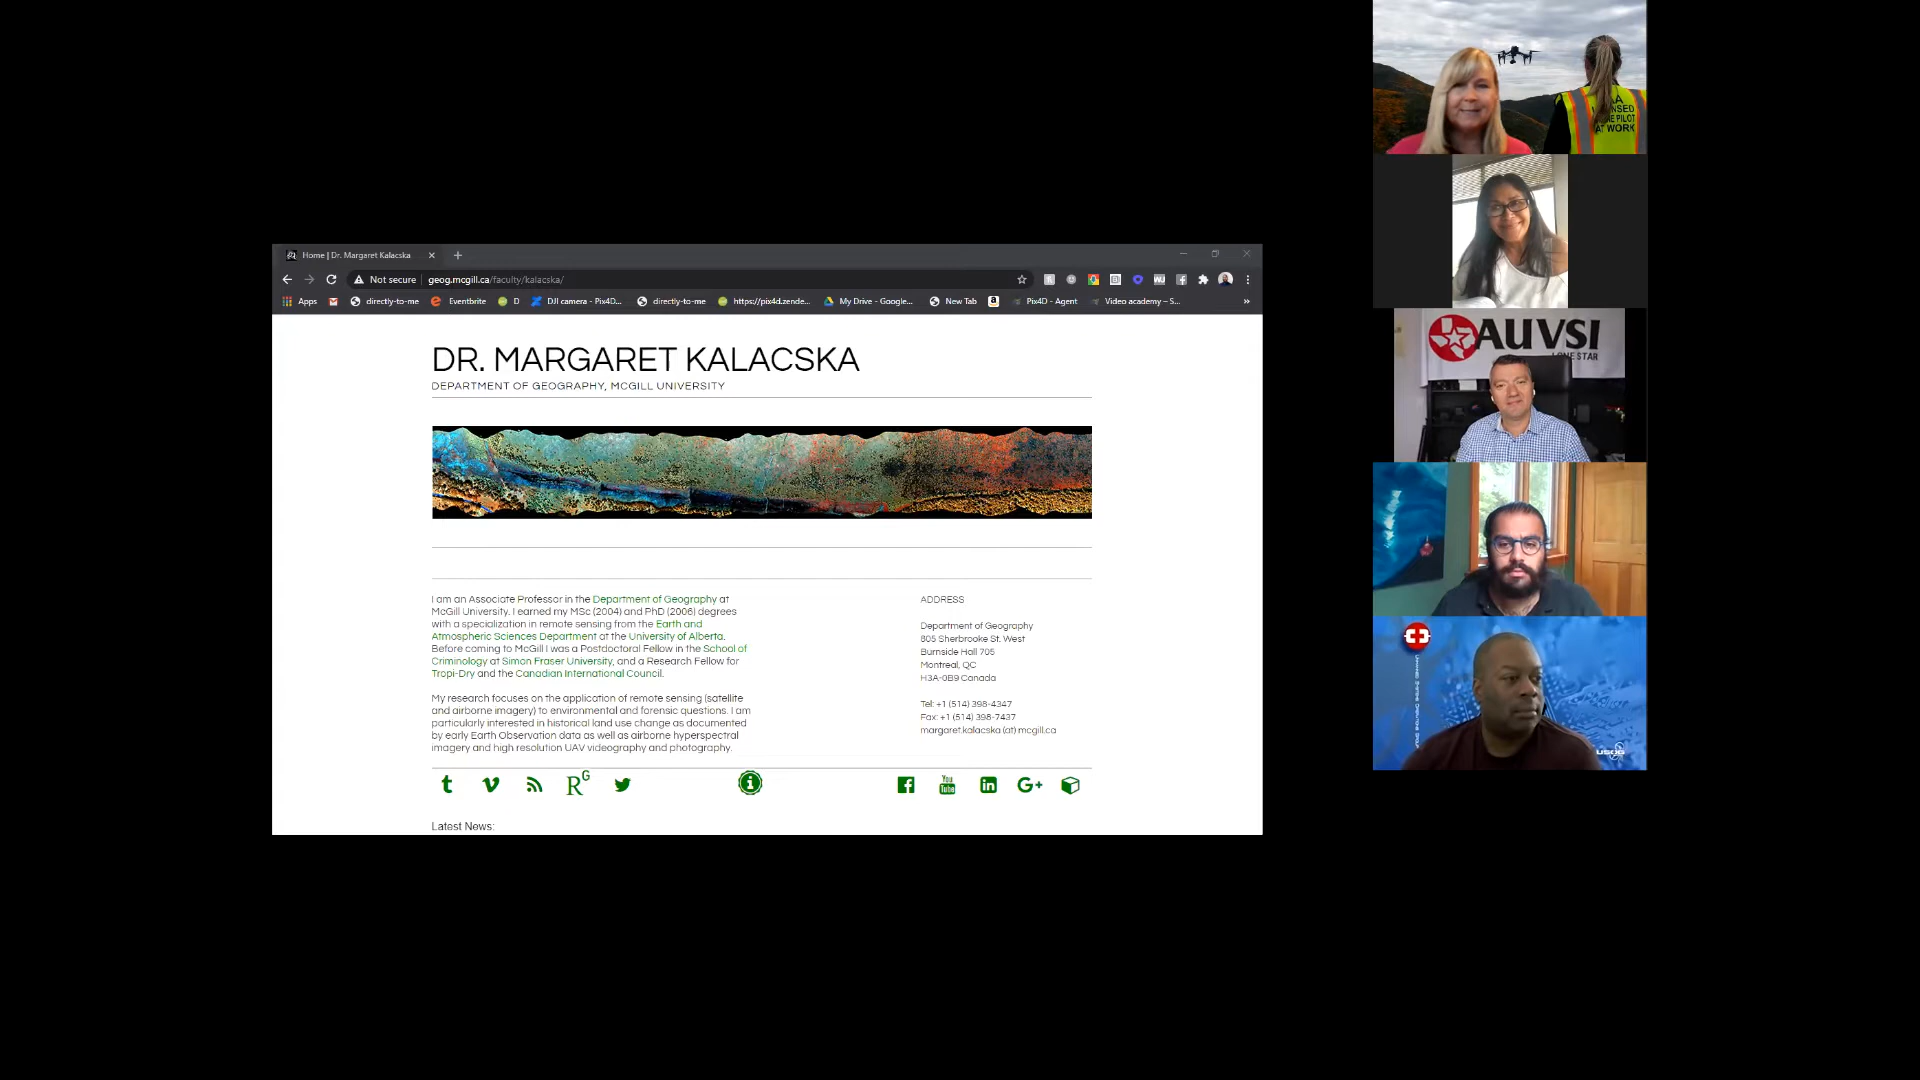 Home | Dr. Margaret Kalacska
Not secure | geog.mcgill.ca/faculty/kalacska/
Apps directly-to-me Eventbrite D DJI camera - Pix4D... directly-to-me https://pix4d.zende... My Drive - Google... New Tab Pix4D - Agent Video academy – S... »
DR. MARGARET KALACSKA
DEPARTMENT OF GEOGRAPHY, MCGILL UNIVERSITY
I am an Associate Professor in the Department of Geography at
McGill University. I earned my MSc (2004) and PhD (2006) degrees
with a specialization in remote sensing from the Earth and
Atmospheric Sciences Department at the University of Alberta.
Before coming to McGill I was a Postdoctoral Fellow in the School of
Criminology at Simon Fraser University, and a Research Fellow for
Tropi-Dry and the Canadian International Council.
My research focuses on the application of remote sensing (satellite
and airborne imagery) to environmental and forensic questions. I am
particularly interested in historical land use change as documented
by early Earth Observation data as well as airborne hyperspectral
imagery and high resolution UAV videography and photography.
ADDRESS
Department of Geography
805 Sherbrooke St. West
Burnside Hall 705
Montreal, QC
H3A-0B9 Canada
Tel: +1 (514) 398-4347
Fax: +1 (514) 398-7437
margaret.kalacska (at) mcgill.ca
RG
You
Tube
in
G+
Latest News:
PILOT
AT WORK
AUVSI
LONE STAR